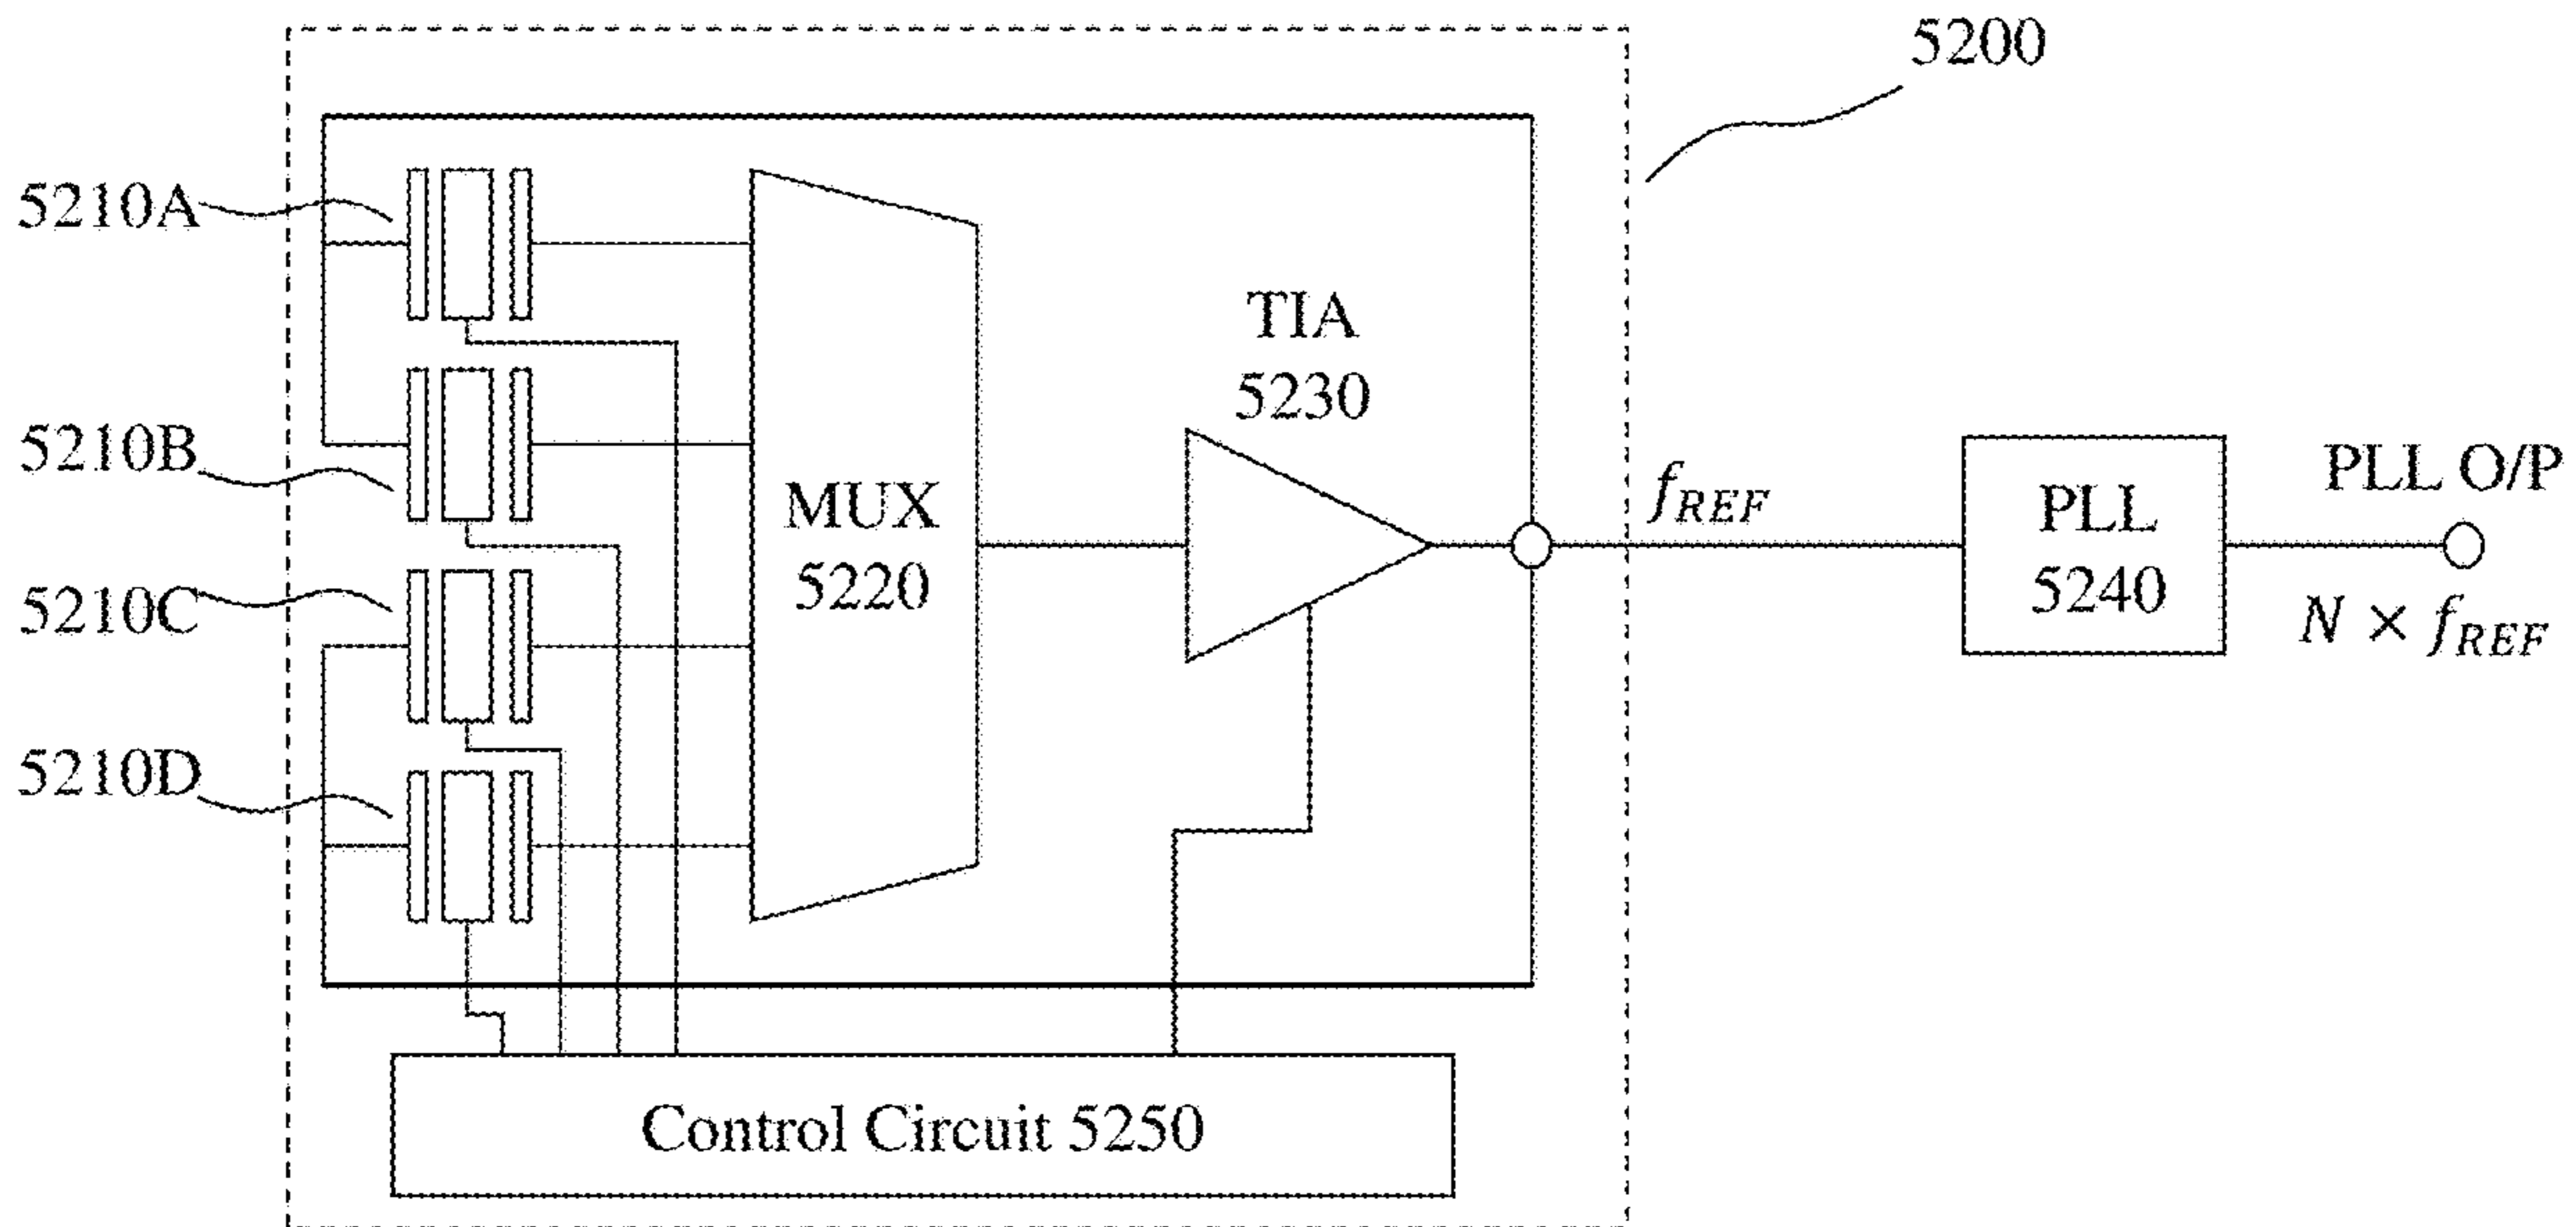 5200
5210A
5210B
5210C
5210D
MUX
5220
TIA
5230
f_REF
PLL
5240
PLL O/P
N × f_REF
Control Circuit 5250